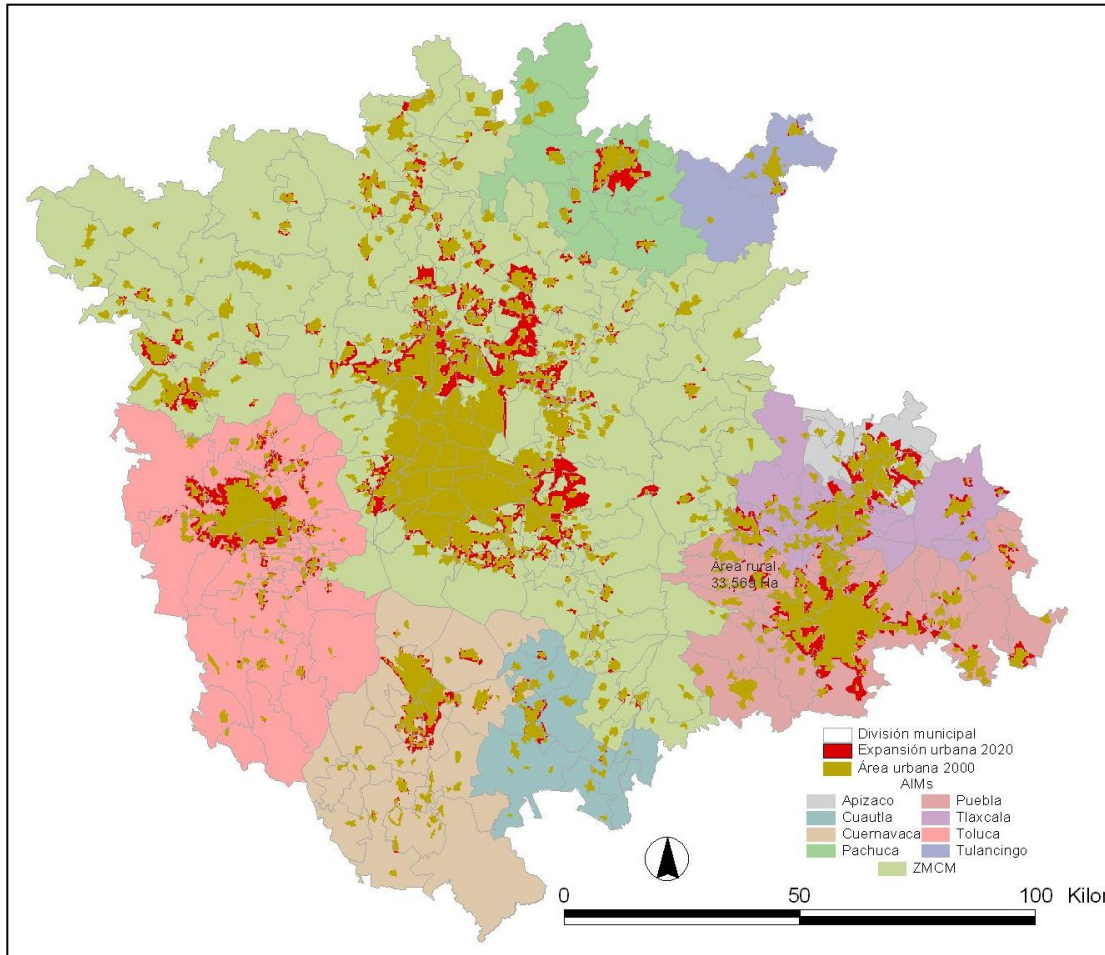 Área rural
33,569 Ha
División municipal
Expansión urbana 2020
Área urbana 2000
AIMs
Apizaco Puebla
Cuautla Tlaxcala
Cuernavaca Toluca
Pachuca Tulancingo
ZMCM
0 50 100 Kilor